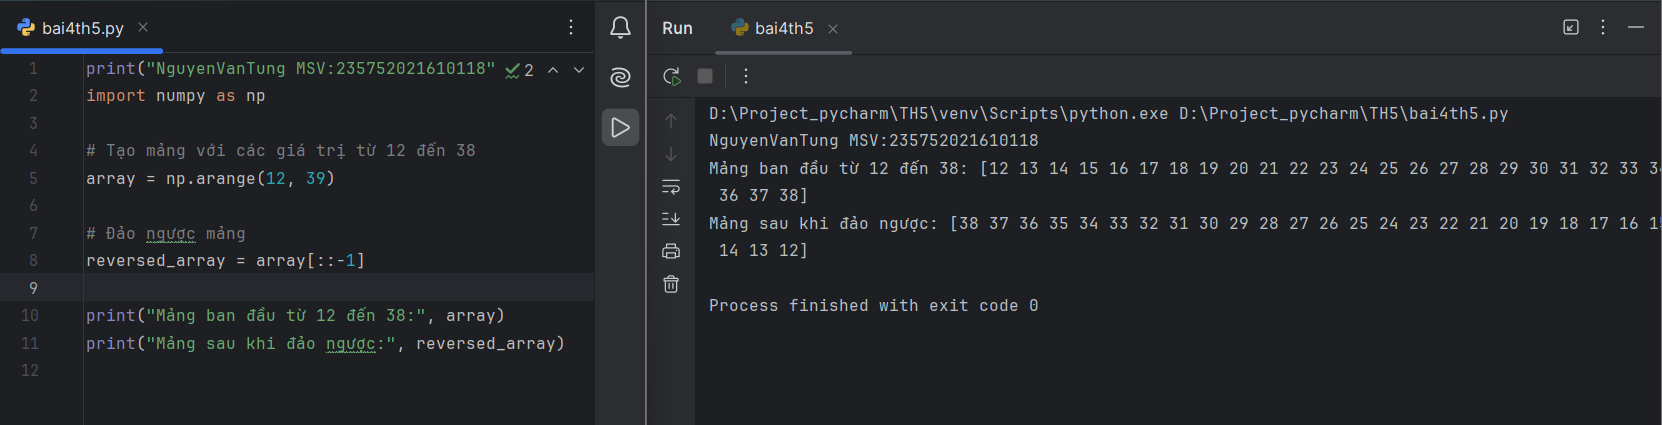 bai4th5.py
1 print("NguyenVanTung MSV:235752021610118" 2
2 import numpy as np
3
4 # Tạo mảng với các giá trị từ 12 đến 38
5 array = np.arange(12, 39)
6
7 # Đảo ngược mảng
8 reversed_array = array[::-1]
9
10 print("Mảng ban đầu từ 12 đến 38:", array)
11 print("Mảng sau khi đảo ngược:", reversed_array)
12
Run bai4th5
D:\Project_pycharm\TH5\venv\Scripts\python.exe D:\Project_pycharm\TH5\bai4th5.py
NguyenVanTung MSV:235752021610118
Mảng ban đầu từ 12 đến 38: [12 13 14 15 16 17 18 19 20 21 22 23 24 25 26 27 28 29 30 31 32 33
36 37 38]
Mảng sau khi đảo ngược: [38 37 36 35 34 33 32 31 30 29 28 27 26 25 24 23 22 21 20 19 18 17 16
14 13 12]
Process finished with exit code 0